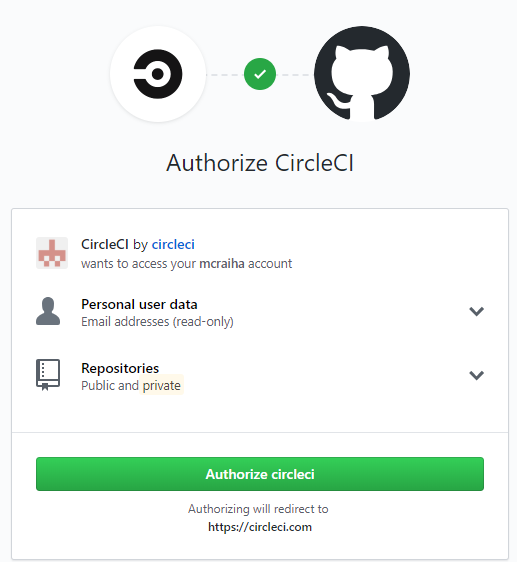 Authorize CircleCI
CircleCI by circleci
wants to access your mcraiha account
Personal user data
Email addresses (read-only)
Repositories
Public and private
Authorize circleci
Authorizing will redirect to
https://circleci.com